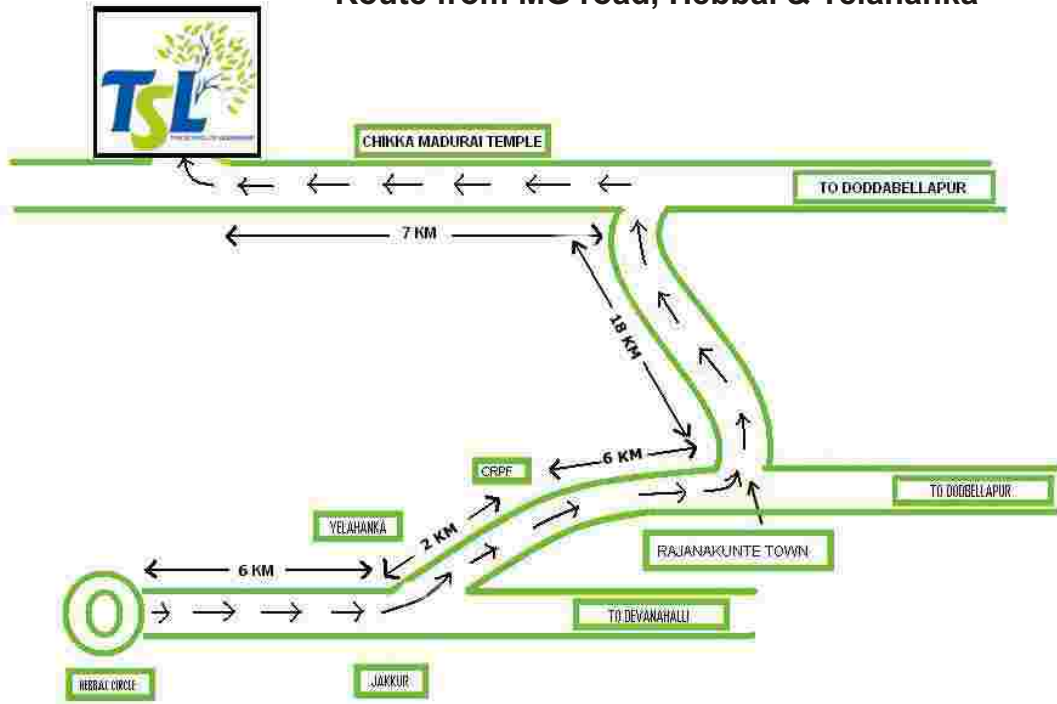 Route from MG road, Hebbal & Yelahanka
TSL
CHIKKA MADURAI TEMPLE
TO DODDABELLAPUR
7 KM
18 KM
6 KM
CRPF
TO DODBELLAPUR
YELAHANKA
2 KM
RAJANAKUNTE TOWN
6 KM
TO DEVANAHALLI
HEBBAL CIRCLE
JAKKUR